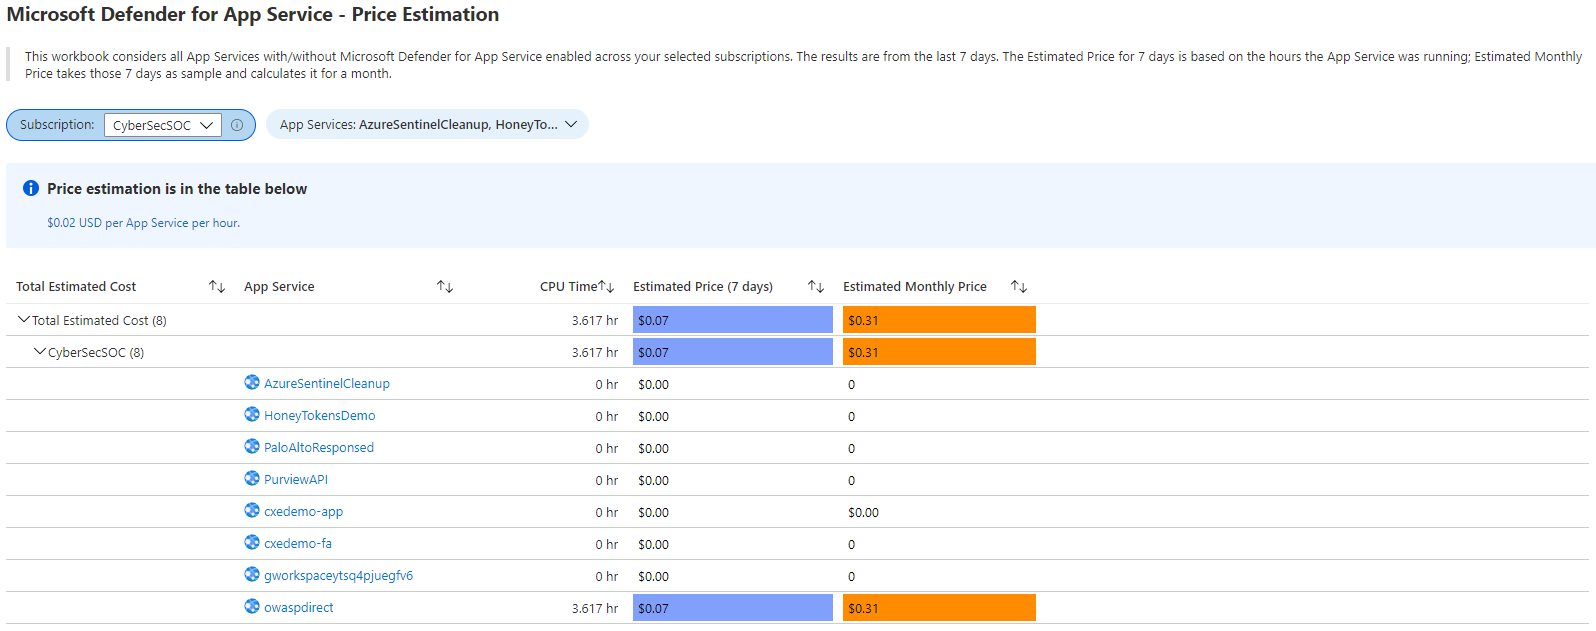 Microsoft Defender for App Service - Price Estimation
This workbook considers all App Services with/without Microsoft Defender for App Service enabled across your selected subscriptions. The results are from the last 7 days. The Estimated Price for 7 days is based on the hours the App Service was running; Estimated Monthly
Price takes those 7 days as sample and calculates it for a month.
Subscription: CyberSecSOC App Services: AzureSentinelCleanup, HoneyTo...
Price estimation is in the table below
$0.02 USD per App Service per hour.
Total Estimated Cost App Service CPU Time Estimated Price (7 days) Estimated Monthly Price
Total Estimated Cost (8) 3.617 hr $0.07 $0.31
CyberSecSOC (8) 3.617 hr $0.07 $0.31
AzureSentinelCleanup 0 hr $0.00 0
HoneyTokensDemo 0 hr $0.00 0
PaloAltoResponsed 0 hr $0.00 0
PurviewAPI 0 hr $0.00 0
cxedemo-app 0 hr $0.00 $0.00
cxedemo-fa 0 hr $0.00 0
gworkspaceytsq4pjuegfv6 0 hr $0.00 0
owaspdirect 3.617 hr $0.07 $0.31